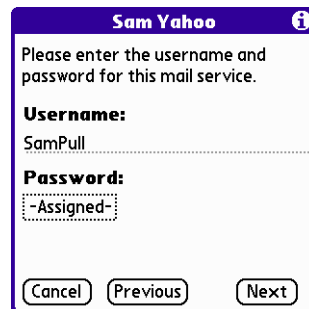 Sam Yahoo
Please enter the username and
password for this mail service.
Username:
SamPull
Password:
-Assigned-
Cancel Previous Next